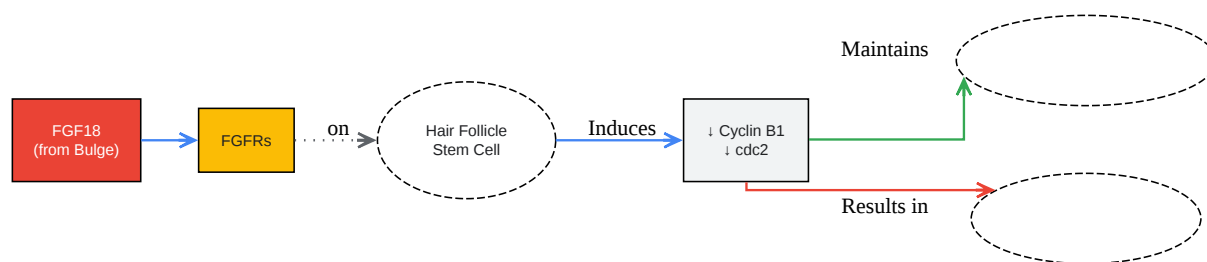 FGF18
(from Bulge)
FGFRs
on
Hair Follicle
Stem Cell
Induces
↓ Cyclin B1
↓ cdc2
Maintains
Results in